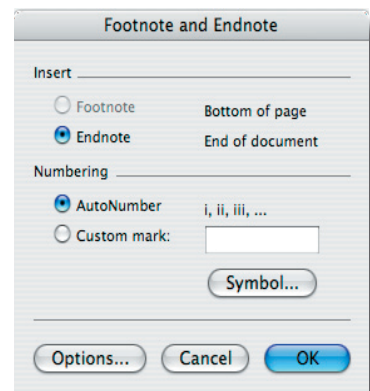 Footnote and Endnote
Insert
Footnote Bottom of page
Endnote End of document
Numbering
AutoNumber i, ii, iii, ...
Custom mark:
Symbol...
Options... Cancel OK